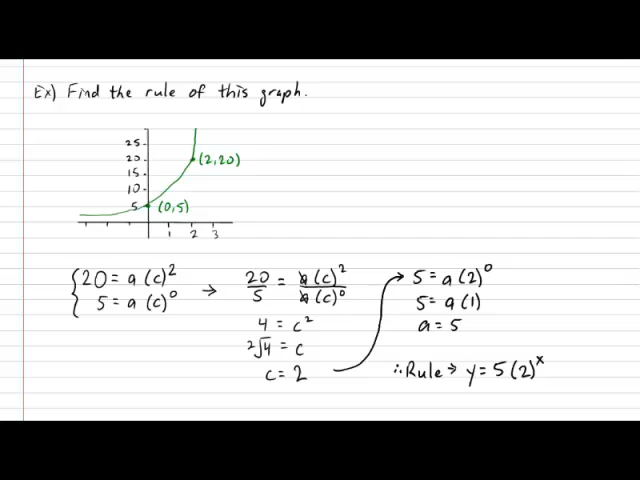 Ex) Find the rule of this graph.
25
20
15
10
5
(2,20)
(0,5)
1 2 3
20 = a (c)²
5 = a (c)⁰
→
20/5 = a (c)²/a (c)⁰
4 = c²
²√4 = c
c = 2
5 = a (2)⁰
5 = a (1)
a = 5
∴ Rule → y = 5 (2)ˣ